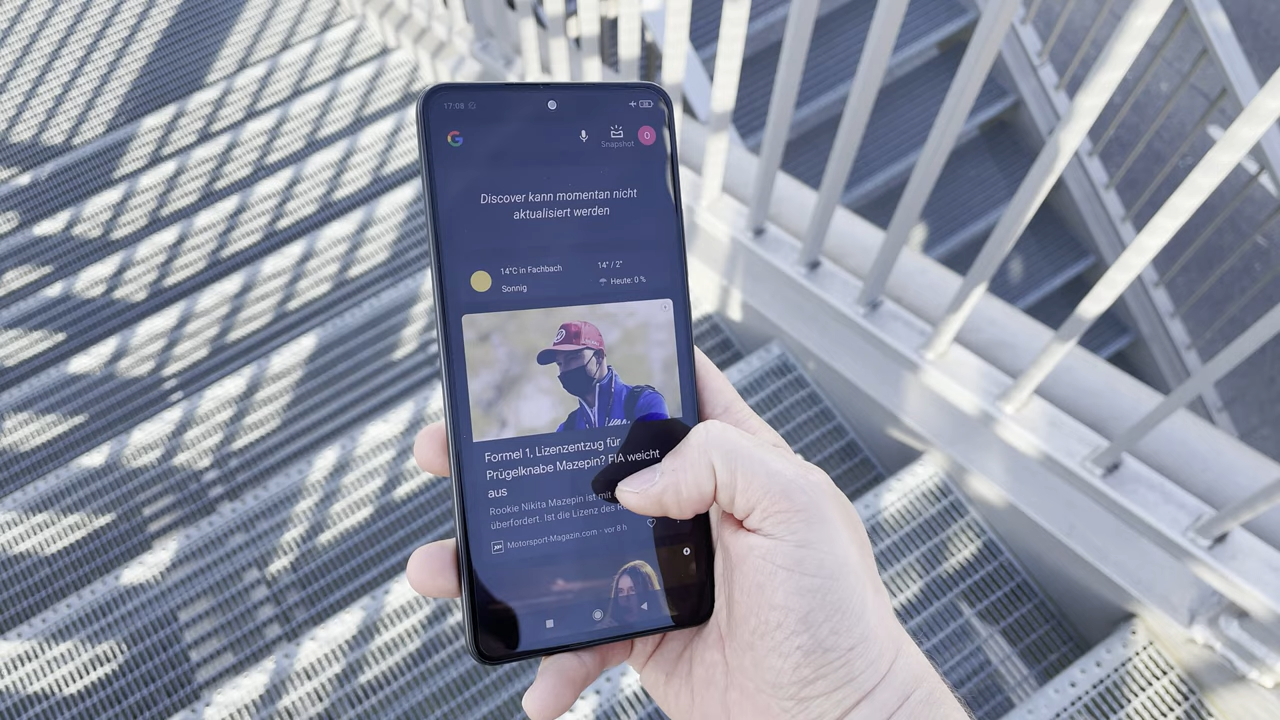 17:08
Snapshot
O
Discover kann momentan nicht
aktualisiert werden
14°C in Fachbach
14° / 2°
Sonnig
Heute: 0 %
Formel 1, Lizenzentzug für
Prügelknabe Mazepin? FIA weicht
aus
Rookie Nikita Mazepin ist mit
überfordert. Ist die Lizenz des
Motorsport-Magazin.com - vor 8 h